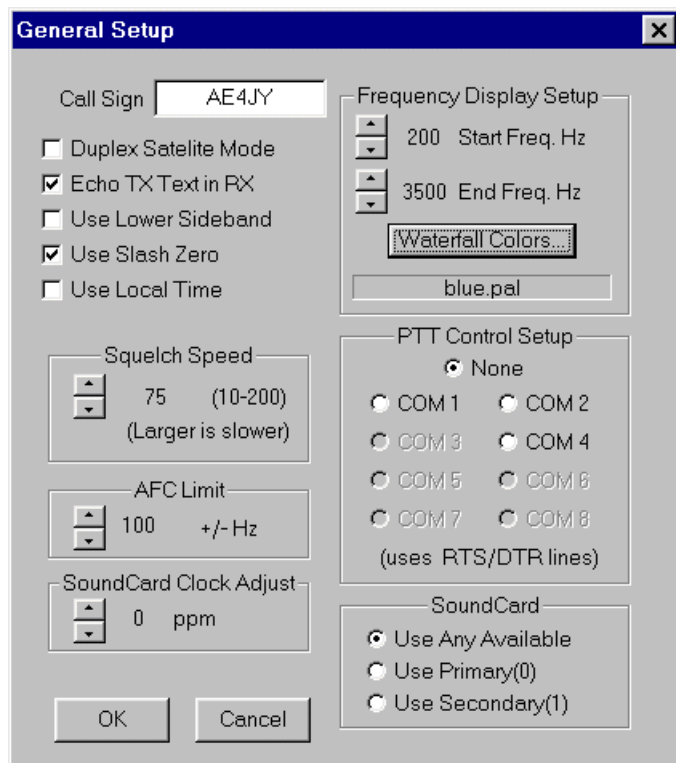 General Setup
Call Sign AE4JY
Duplex Satelite Mode
Echo TX Text in RX
Use Lower Sideband
Use Slash Zero
Use Local Time
Squelch Speed
75 (10-200)
(Larger is slower)
AFC Limit
100 +/- Hz
SoundCard Clock Adjust
0 ppm
OK Cancel
Frequency Display Setup
200 Start Freq. Hz
3500 End Freq. Hz
Waterfall Colors...
blue.pal
PTT Control Setup
None
COM 1 COM 2
COM 3 COM 4
COM 5 COM 6
COM 7 COM 8
(uses RTS/DTR lines)
SoundCard
Use Any Available
Use Primary(0)
Use Secondary(1)